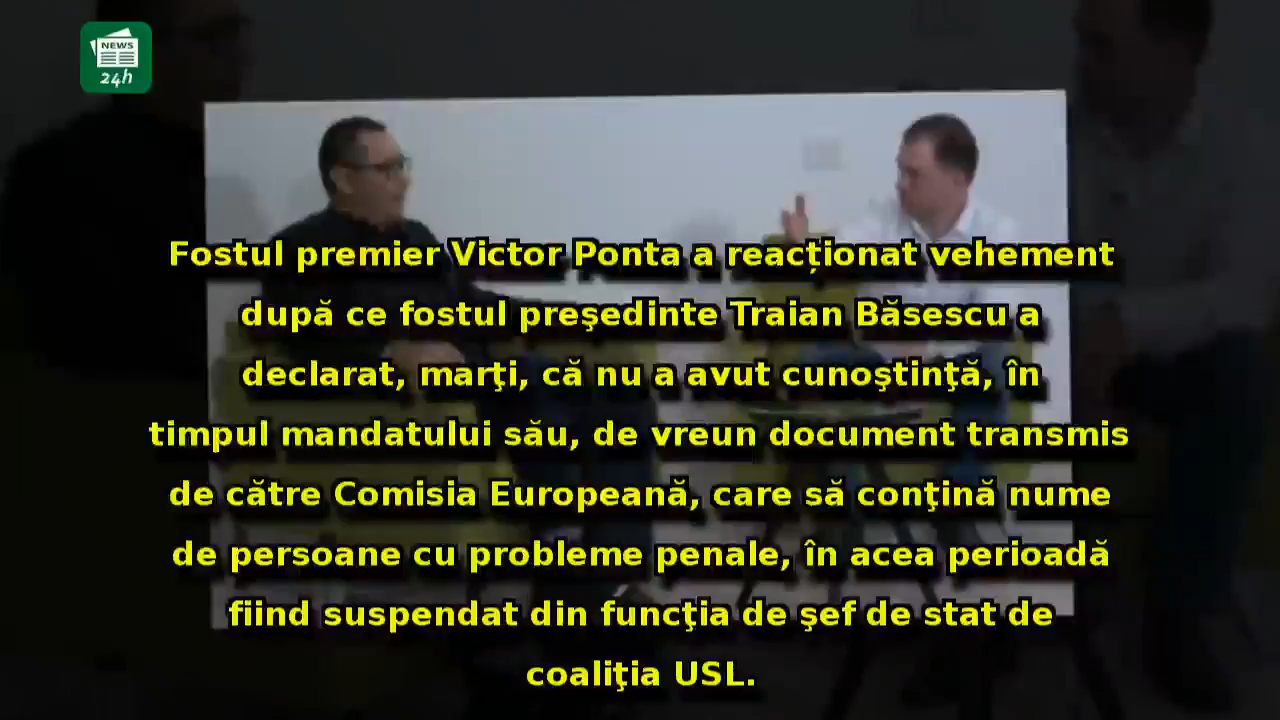 NEWS
24h
Fostul premier Victor Ponta a reacționat vehement
după ce fostul preşedinte Traian Băsescu a
declarat, marţi, că nu a avut cunoştinţă, în
timpul mandatului său, de vreun document transmis
de către Comisia Europeană, care să conţină nume
de persoane cu probleme penale, în acea perioadă
fiind suspendat din funcţia de şef de stat de
coaliţia USL.